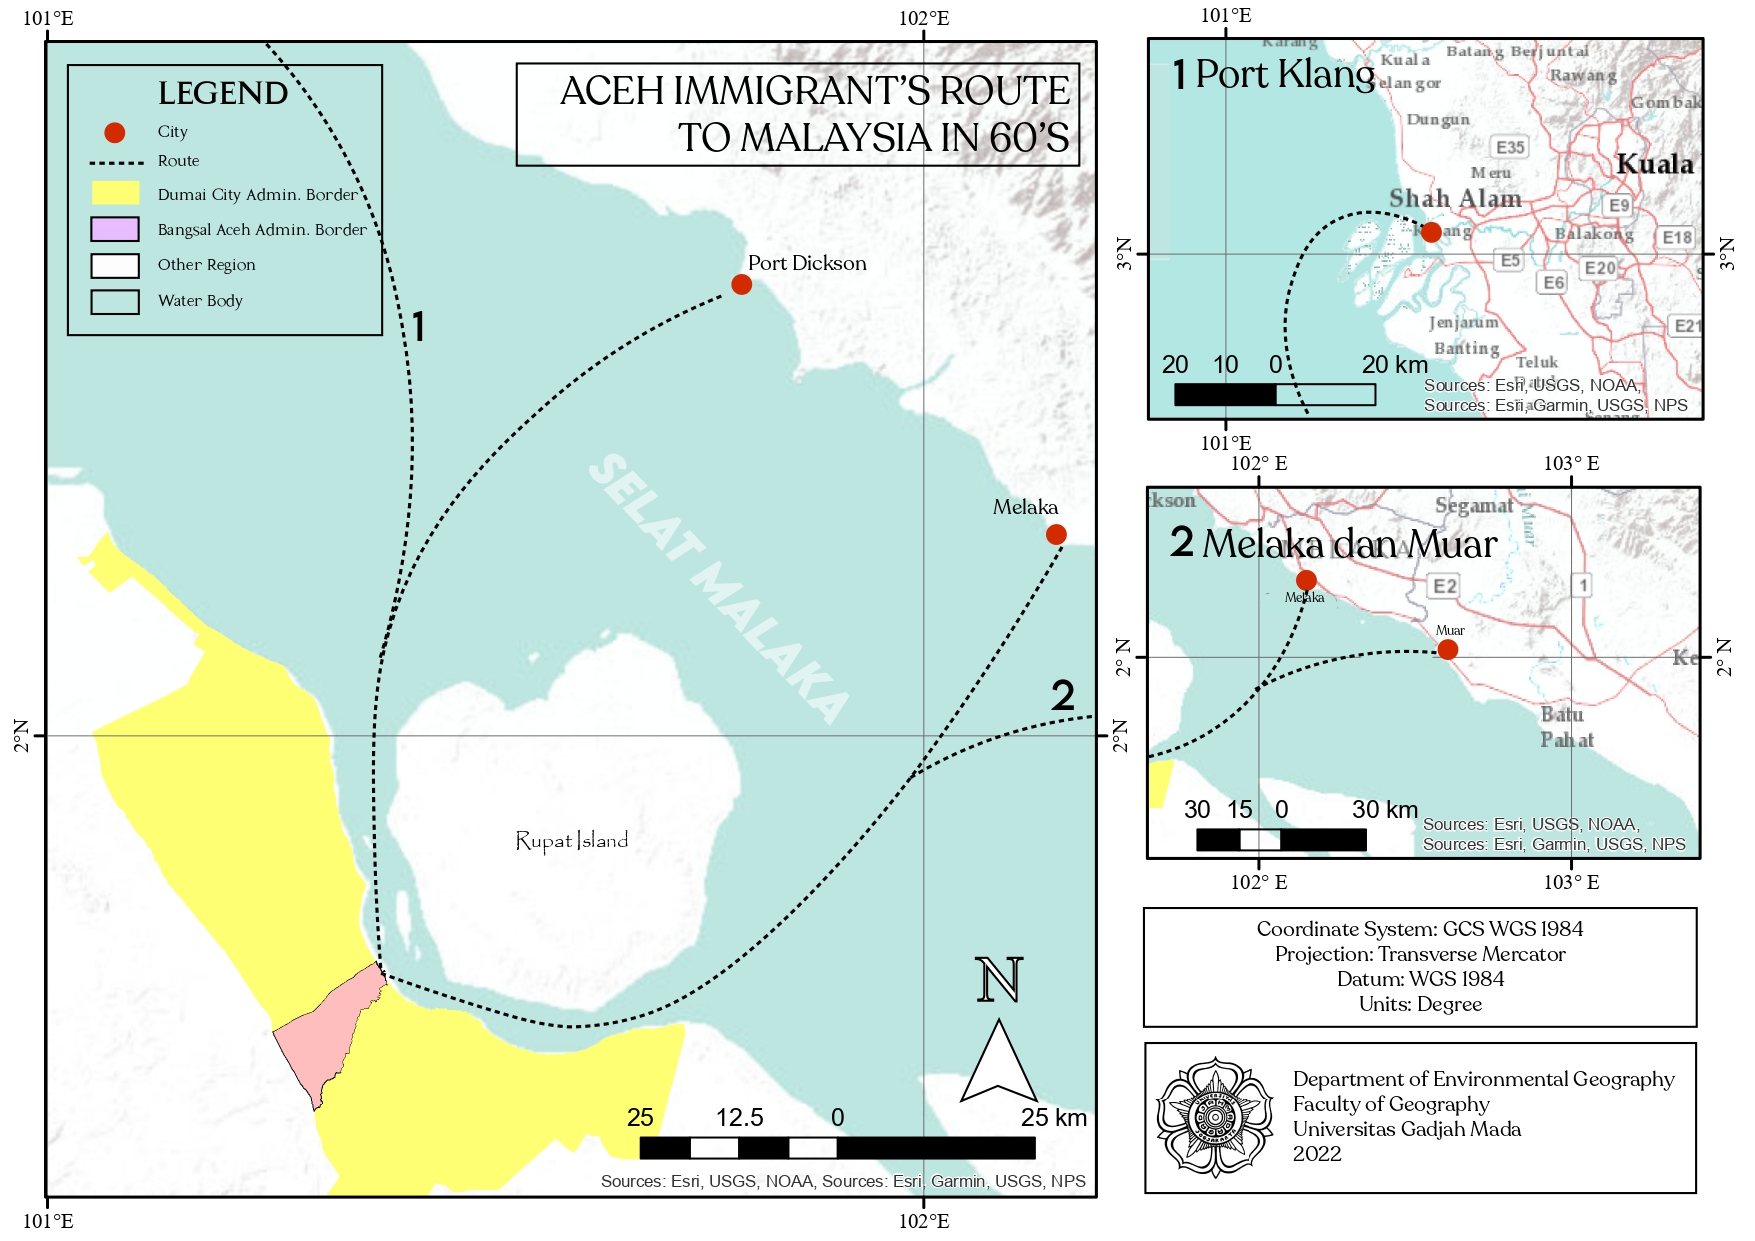 101°E
102°E
LEGEND
City
Route
Dumai City Admin. Border
Bangsal Aceh Admin. Border
Other Region
Water Body
ACEH IMMIGRANT'S ROUTE
TO MALAYSIA IN 60'S
Port Dickson
1
SELAT MALAKA
Melaka
2
2°N
2°N
Rupat Island
N
25 12.5 0 25 km
Sources: Esri, USGS, NOAA, Sources: Esri, Garmin, USGS, NPS
101°E
102°E
101°E
1 Port Klang
Kuala
Selangor
Batang Berjuntai
Rawang
Gombak
Dungun
E35
Meru
Kuala
Shah Alam
E9
Klang
Balakong
E18
E5
E20
E6
3°N
3°N
Jenjarum
E21
Banting
Teluk
20 10 0 20 km
Sources: Esri, USGS, NOAA,
Sources: Esri, Garmin, USGS, NPS
101°E
102° E
103° E
ckson
Segamat
Muar
2 Melaka dan Muar
E2
1
Melaka
Muar
2° N
2° N
Ke
Batu
Pahat
30 15 0 30 km
Sources: Esri, USGS, NOAA,
Sources: Esri, Garmin, USGS, NPS
102° E
103° E
Coordinate System: GCS WGS 1984
Projection: Transverse Mercator
Datum: WGS 1984
Units: Degree
Department of Environmental Geography
Faculty of Geography
Universitas Gadjah Mada
2022